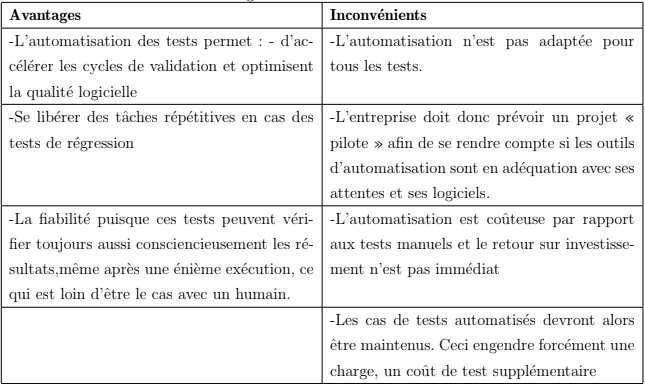 Avantages
Inconvénients
-L'automatisation des tests permet : - d'ac-
célérer les cycles de validation et optimisent
la qualité logicielle
-L'automatisation n'est pas adaptée pour
tous les tests.
-Se libérer des tâches répétitives en cas des
tests de régression
-L'entreprise doit donc prévoir un projet «
pilote » afin de se rendre compte si les outils
d'automatisation sont en adéquation avec ses
attentes et ses logiciels.
-La fiabilité puisque ces tests peuvent véri-
fier toujours aussi consciencieusement les ré-
sultats,même après une énième exécution, ce
qui est loin d'être le cas avec un humain.
-L'automatisation est coûteuse par rapport
aux tests manuels et le retour sur investisse-
ment n'est pas immédiat
-Les cas de tests automatisés devront alors
être maintenus. Ceci engendre forcément une
charge, un coût de test supplémentaire